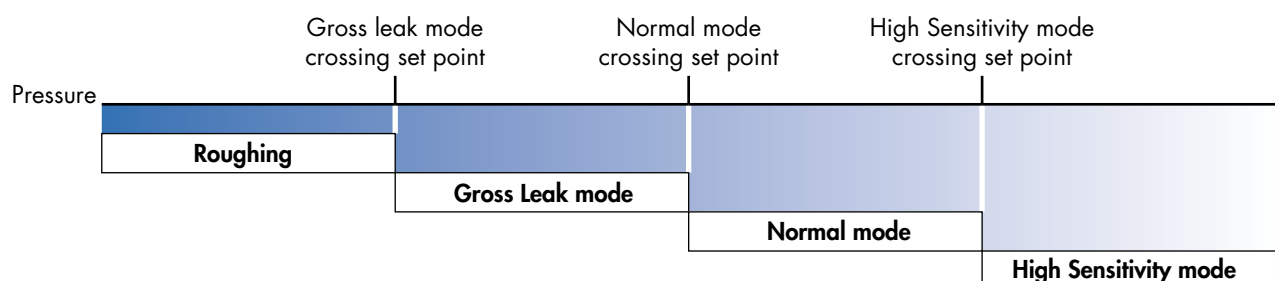 Gross leak mode
crossing set point
Normal mode
crossing set point
High Sensitivity mode
crossing set point
Pressure
Roughing
Gross Leak mode
Normal mode
High Sensitivity mode